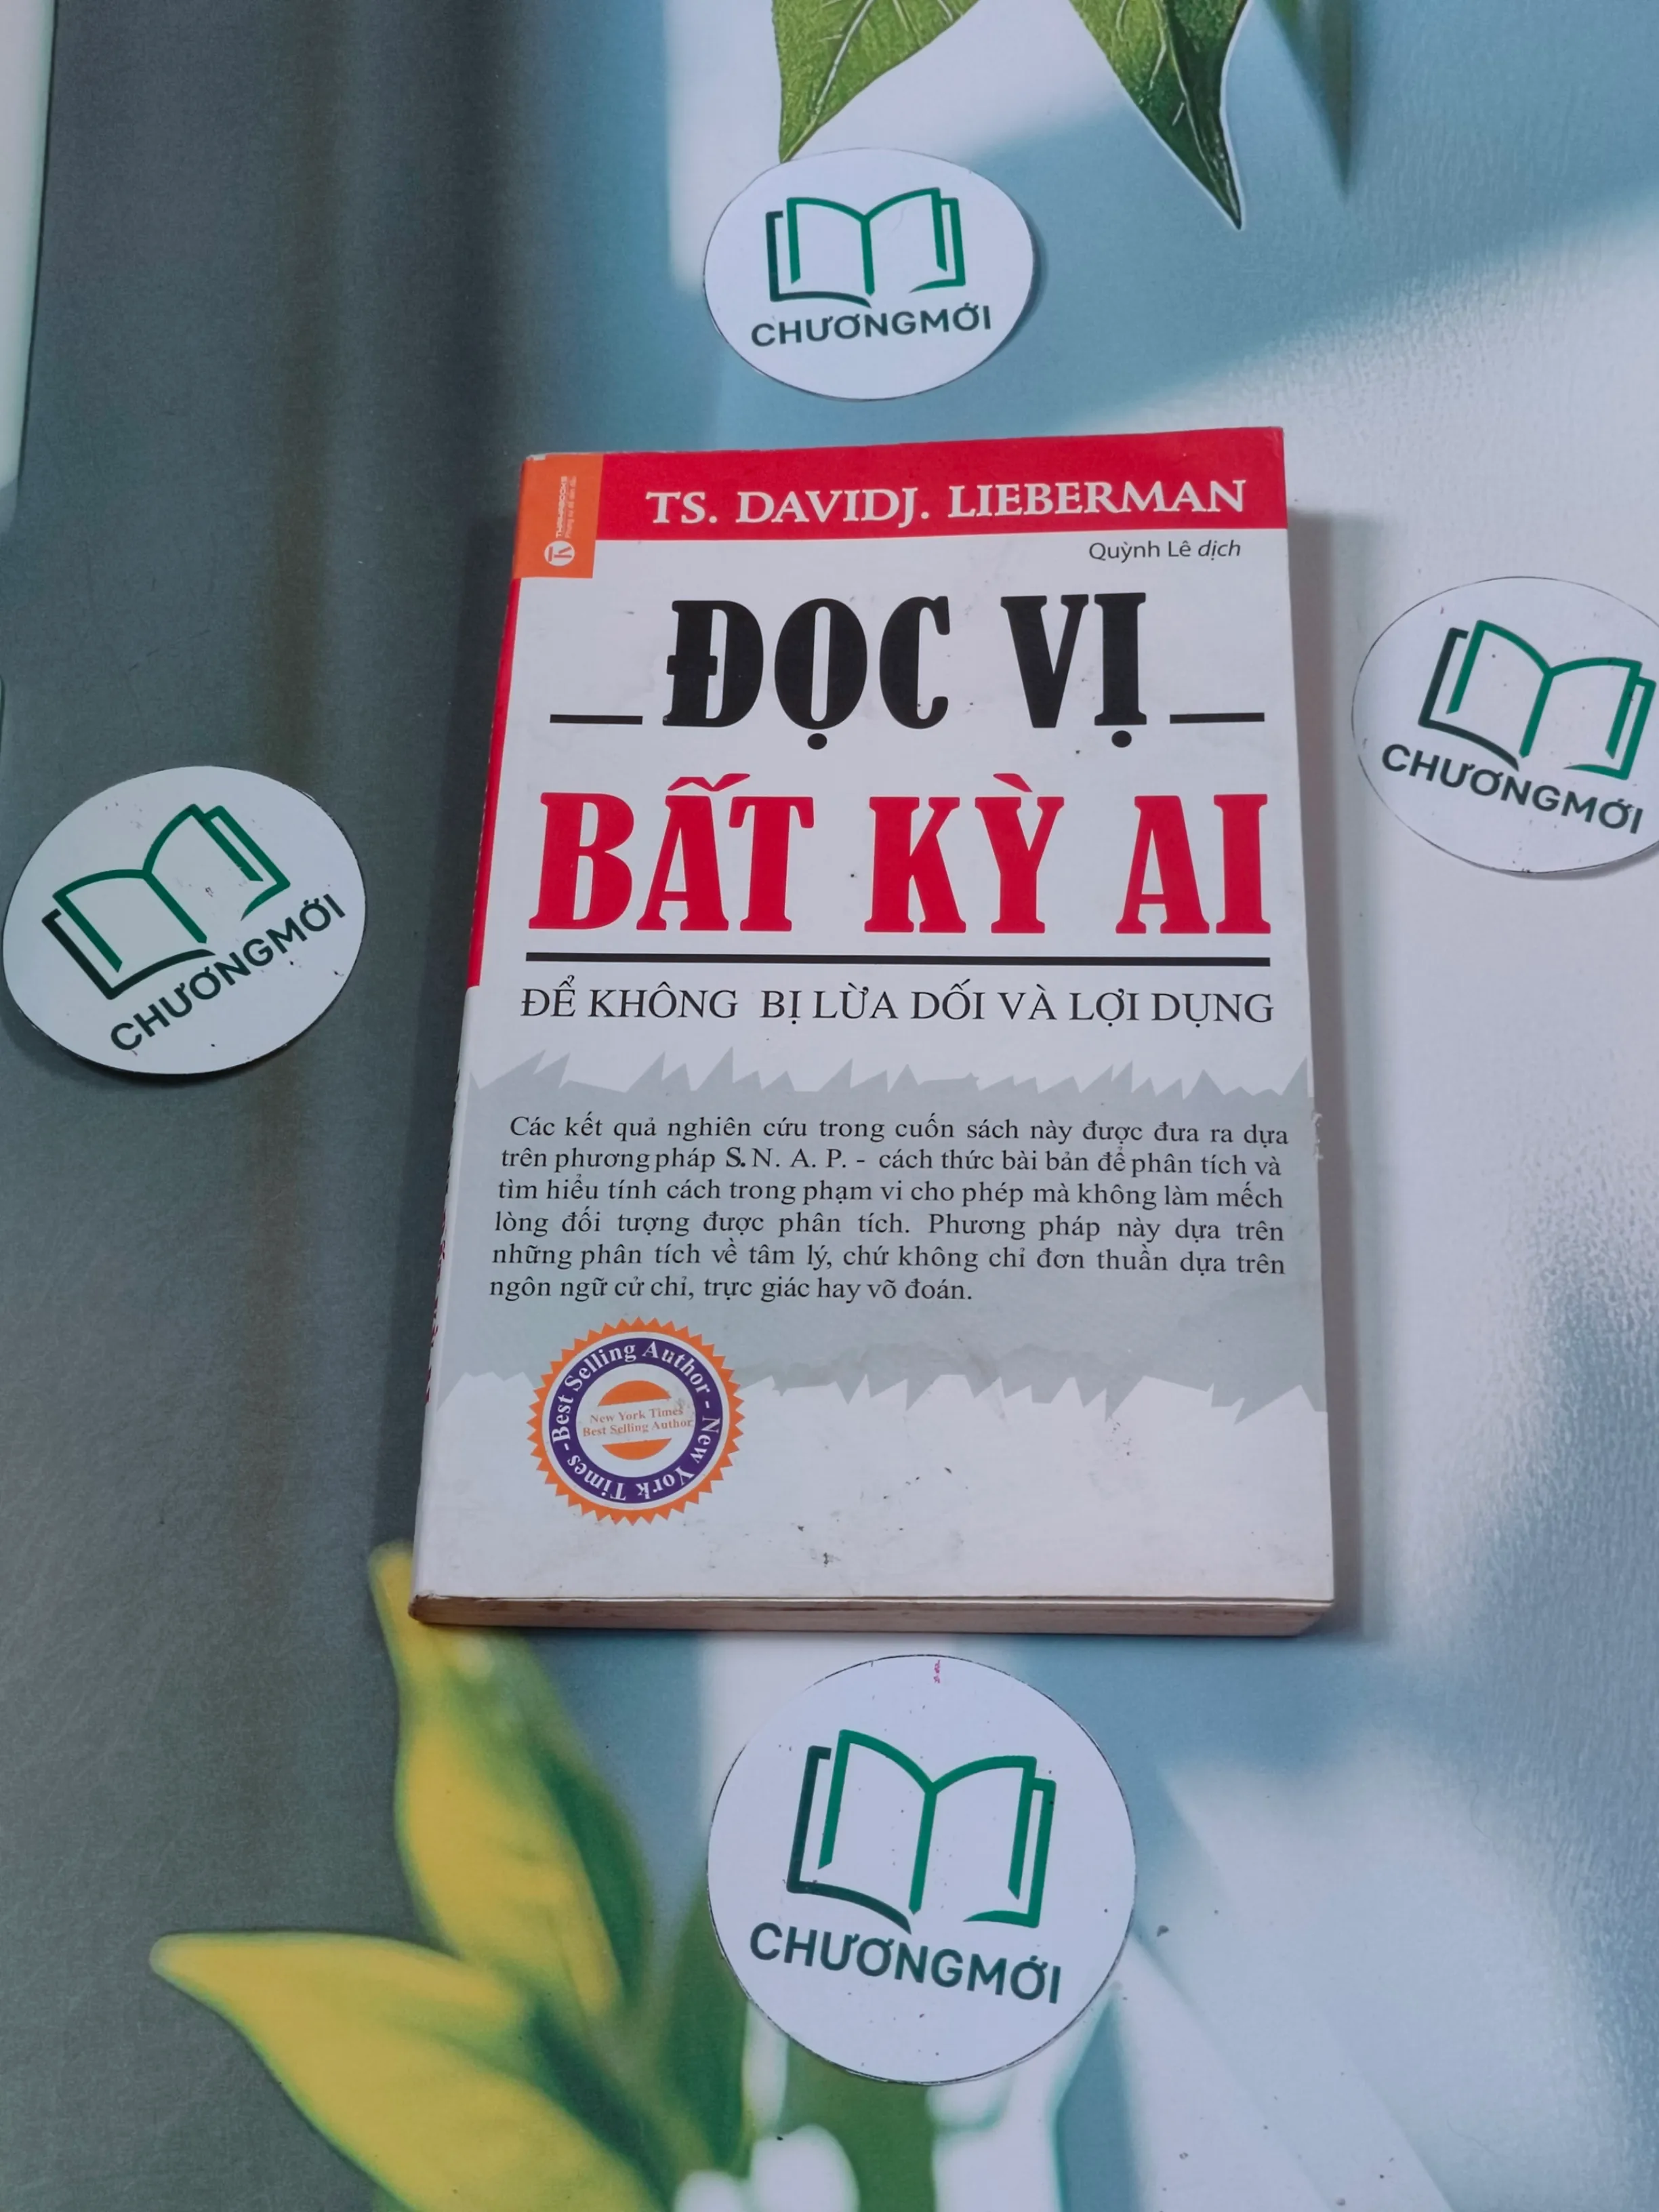 CHƯƠNGMỚI
THAIHABOOKS
TS. DAVIDJ. LIEBERMAN
Quỳnh Lê dịch
ĐỌC VỊ
BẤT KỲ AI
ĐỂ KHÔNG BỊ LỪA DỐI VÀ LỢI DỤNG
CHƯƠNGMỚI
CHƯƠNGMỚI
Các kết quả nghiên cứu trong cuốn sách này được đưa ra dựa
trên phương pháp S.N. A. P. - cách thức bài bản để phân tích và
tìm hiểu tính cách trong phạm vi cho phép mà không làm mếch
lòng đối tượng được phân tích. Phương pháp này dựa trên
những phân tích về tâm lý, chứ không chỉ đơn thuần dựa trên
ngôn ngữ cử chỉ, trực giác hay võ đoán.
Best Selling Author - New York Times -
New York Times
Best Selling Author
CHƯƠNGMỚI